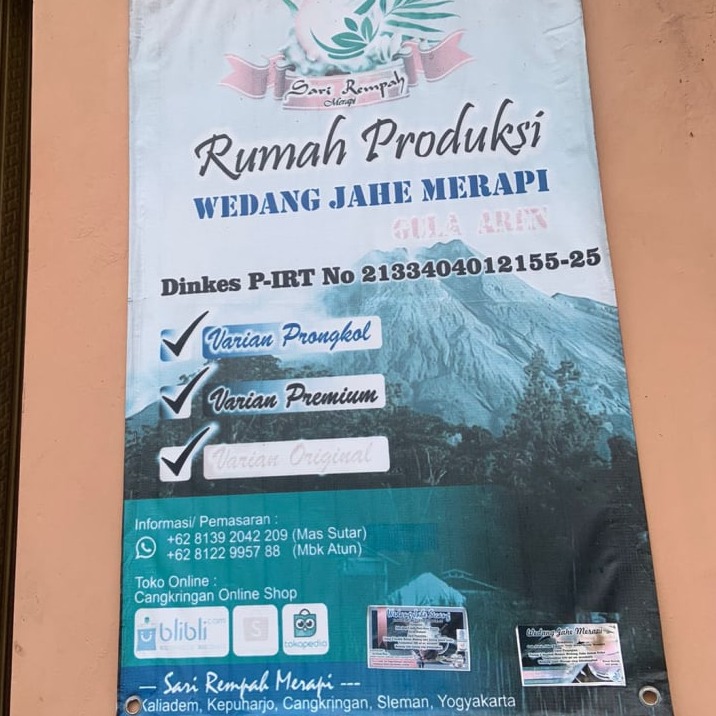 Sari Rempah
Merapi
Rumah Produksi
WEDANG JAHE MERAPI
GULA AREN
Dinkes P-IRT No 2133404012155-25
Varian Prongkol
Varian Premium
Varian Original
Informasi/ Pemasaran :
+62 8139 2042 209 (Mas Sutar)
+62 8122 9957 88 (Mbk Atun)
Toko Online :
Cangkringan Online Shop
blibli.com
S
tokopedia
Wedang Jahe Merapi
— Sari Rempah Merapi ---
Kaliadem, Kepuharjo, Cangkringan, Sleman, Yogyakarta